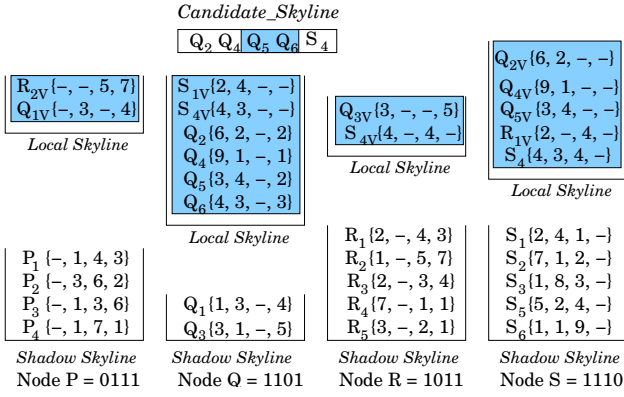 Candidate_Skyline
Q2 Q4 Q5 Q6 S4
R2V{-, -, 5, 7}
Q1V{-, 3, -, 4}
Local Skyline
P1 {-, 1, 4, 3}
P2 {-, 3, 6, 2}
P3 {-, 1, 3, 6}
P4 {-, 1, 7, 1}
Shadow Skyline
Node P = 0111
S1V{2, 4, -, -}
S4V{4, 3, -, -}
Q2{6, 2, -, 2}
Q4{9, 1, -, 1}
Q5{3, 4, -, 2}
Q6{4, 3, -, 3}
Local Skyline
Q1{1, 3, -, 4}
Q3{3, 1, -, 5}
Shadow Skyline
Node Q = 1101
Q3V{3, -, -, 5}
S4V{4, -, 4, -}
Local Skyline
R1{2, -, 4, 3}
R2{1, -, 5, 7}
R3{2, -, 3, 4}
R4{7, -, 1, 1}
R5{3, -, 2, 1}
Shadow Skyline
Node R = 1011
Q2V{6, 2, -, -}
Q4V{9, 1, -, -}
Q5V{3, 4, -, -}
R1V{2, -, 4, -}
S4{4, 3, 4, -}
Local Skyline
S1{2, 4, 1, -}
S2{7, 1, 2, -}
S3{1, 8, 3, -}
S5{5, 2, 4, -}
S6{1, 1, 9, -}
Shadow Skyline
Node S = 1110